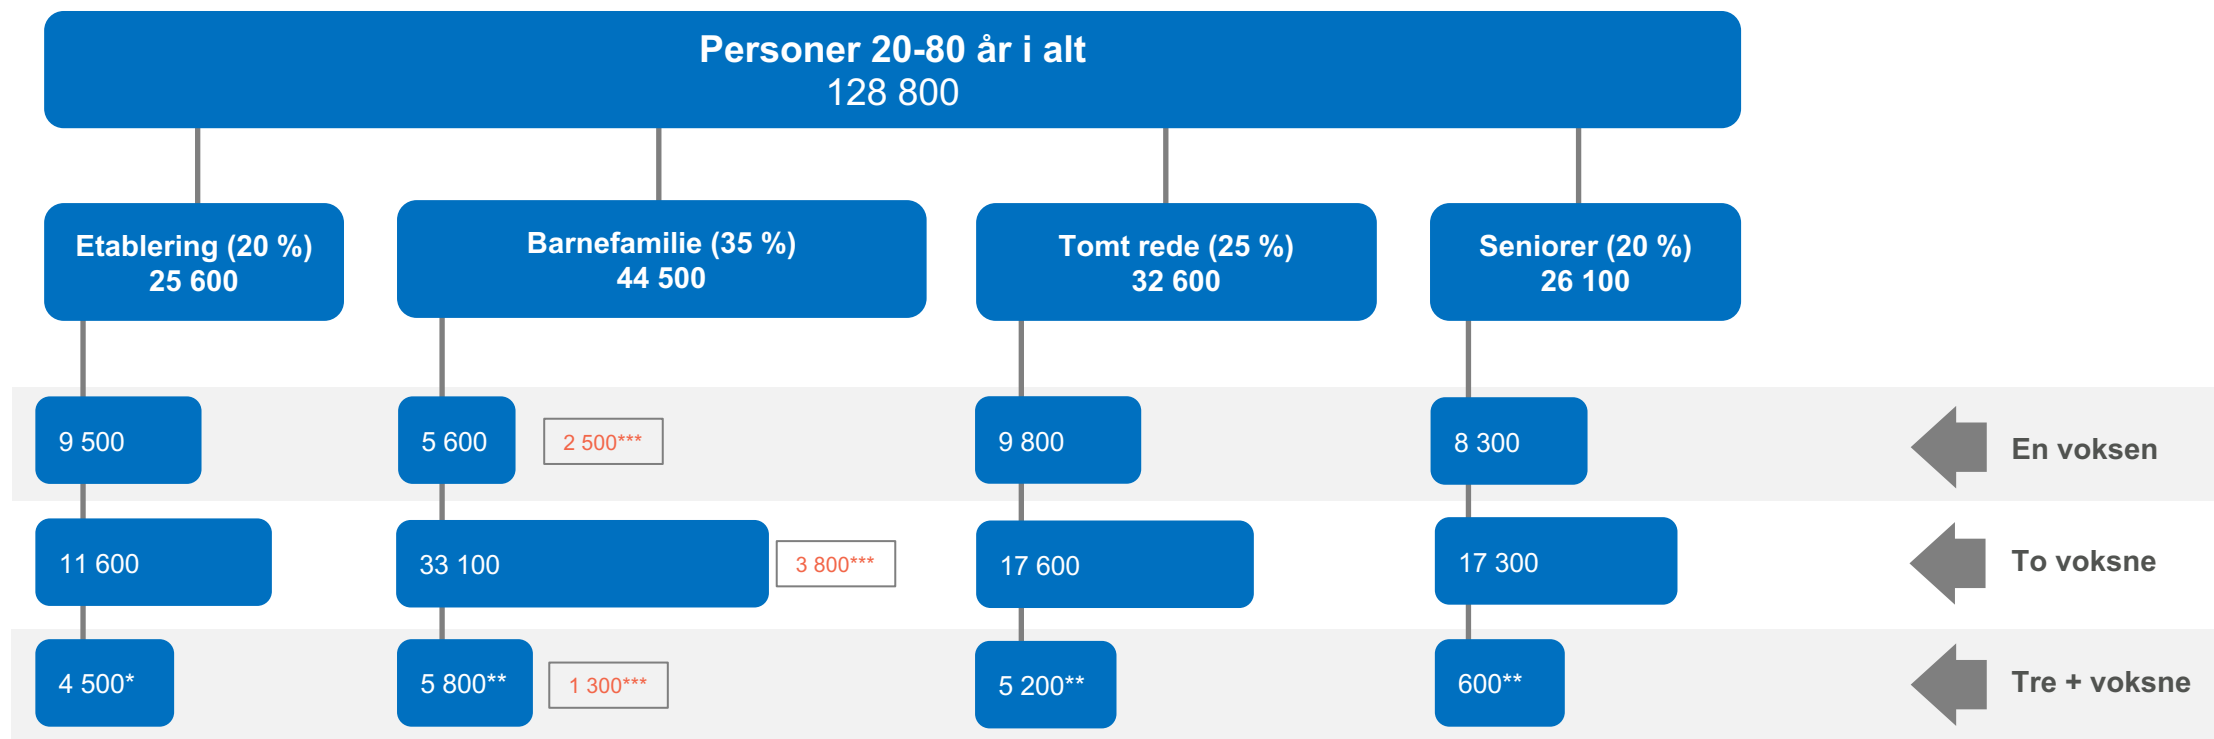 Personer 20-80 år i alt
128 800
Etablering (20 %)
25 600
Barnefamilie (35 %)
44 500
Tomt rede (25 %)
32 600
Seniorer (20 %)
26 100
9 500
5 600
2 500***
9 800
8 300
En voksen
11 600
33 100
3 800***
17 600
17 300
To voksne
4 500*
5 800**
1 300***
5 200**
600**
Tre + voksne